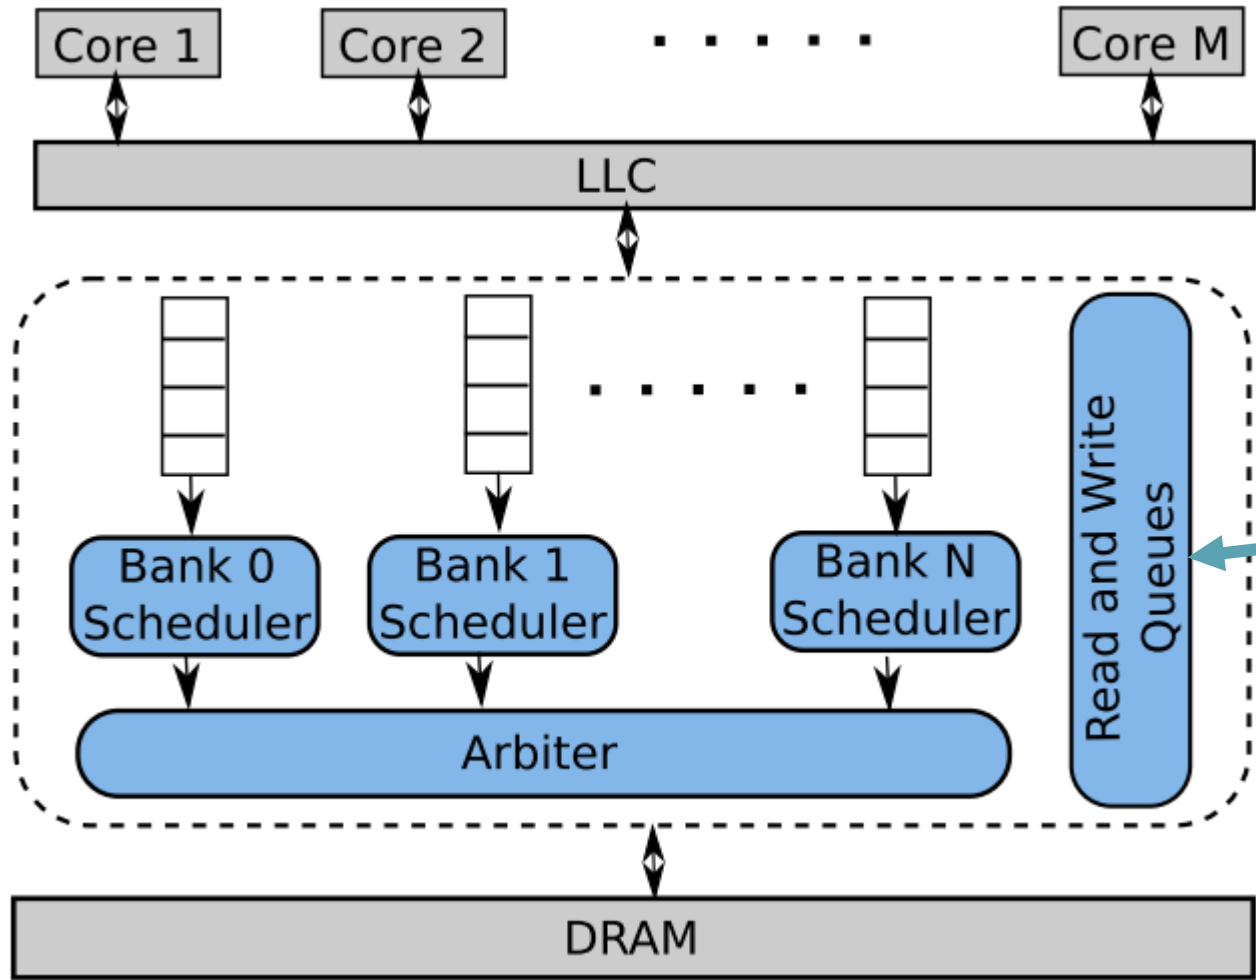 Core 1
Core 2
Core M
LLC
Bank 0
Scheduler
Bank 1
Scheduler
Bank N
Scheduler
Read and Write
Queues
Arbiter
DRAM